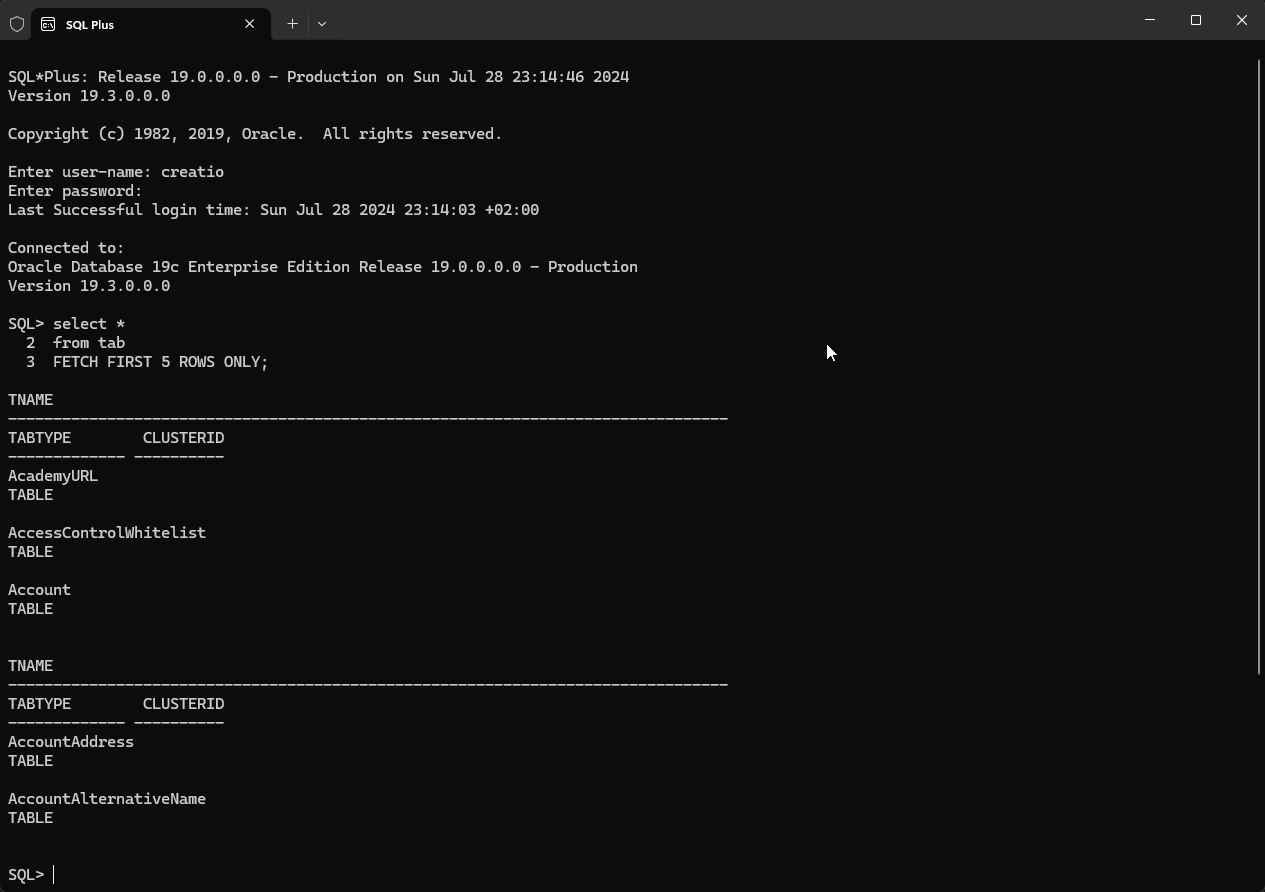 SQL Plus
SQL*Plus: Release 19.0.0.0.0 - Production on Sun Jul 28 23:14:46 2024
Version 19.3.0.0.0
Copyright (c) 1982, 2019, Oracle.  All rights reserved.
Enter user-name: creatio
Enter password:
Last Successful login time: Sun Jul 28 2024 23:14:03 +02:00
Connected to:
Oracle Database 19c Enterprise Edition Release 19.0.0.0.0 - Production
Version 19.3.0.0.0
SQL> select *
  2  from tab
  3  FETCH FIRST 5 ROWS ONLY;
TNAME
--------------------------------------------------------------------------------
TABTYPE        CLUSTERID
------------- ----------
AcademyURL
TABLE
AccessControlWhitelist
TABLE
Account
TABLE
TNAME
--------------------------------------------------------------------------------
TABTYPE        CLUSTERID
------------- ----------
AccountAddress
TABLE
AccountAlternativeName
TABLE
SQL>